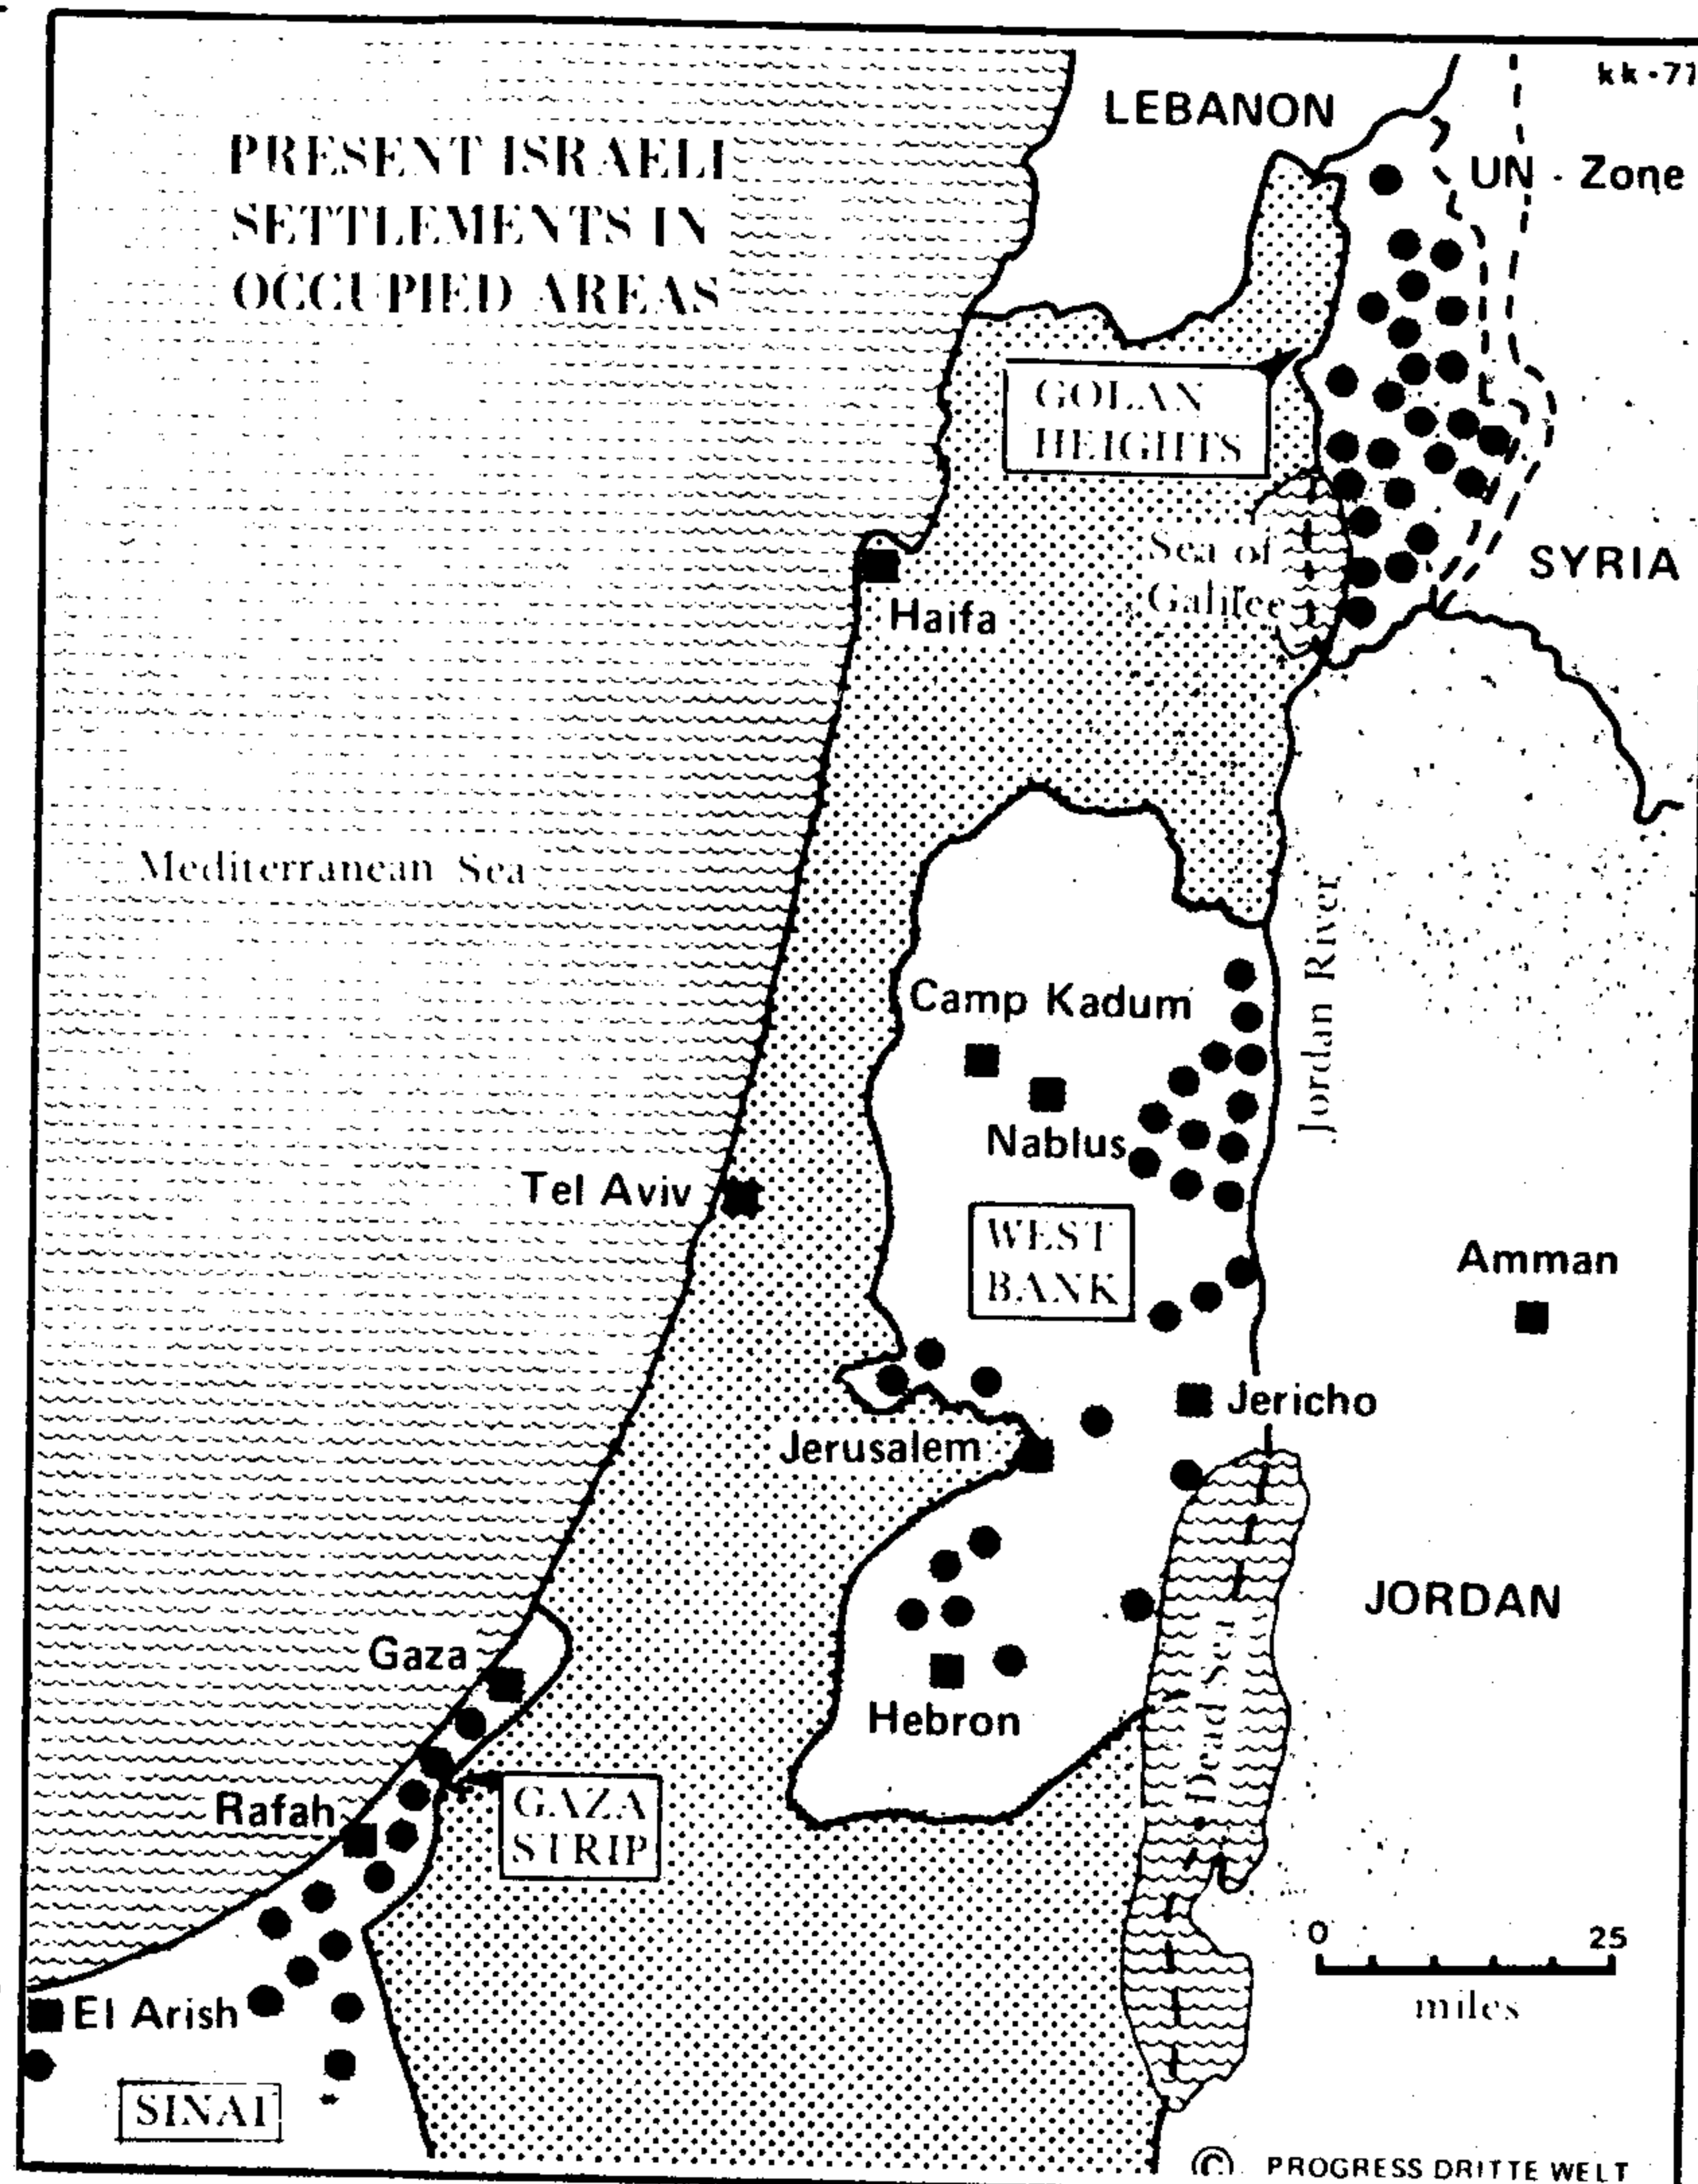 kk-77
LEBANON
PRESENT ISRAELI
SETTLEMENTS IN
OCCUPIED AREAS
UN - Zone
GOLAN
HEIGHTS
Sea of
Galilee
SYRIA
Haifa
Mediterranean Sea
Jordan River
Camp Kadum
Nablus
Tel Aviv
WEST
BANK
Amman
Jericho
Jerusalem
JORDAN
Gaza
Hebron
Dead Sea
Rafah
GAZA
STRIP
0 25
miles
El Arish
SINAI
© PROGRESS DRITTE WELT